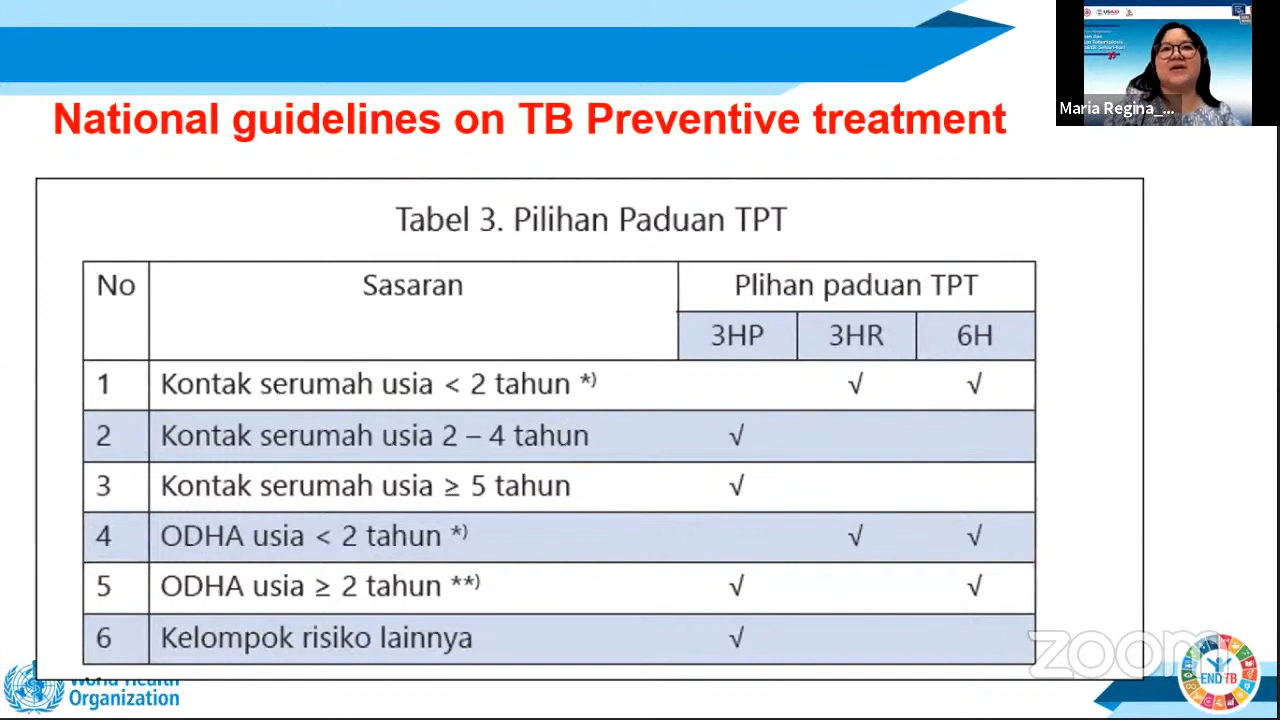 National guidelines on TB Preventive treatment
Maria Regina_...
USAID
Tabel 3. Pilihan Paduan TPT
No Sasaran Plihan paduan TPT
3HP 3HR 6H
1 Kontak serumah usia < 2 tahun *) √ √
2 Kontak serumah usia 2 – 4 tahun √
3 Kontak serumah usia ≥ 5 tahun √
4 ODHA usia < 2 tahun *) √ √
5 ODHA usia ≥ 2 tahun **) √ √
6 Kelompok risiko lainnya √
zoom
World Health
Organization
END TB